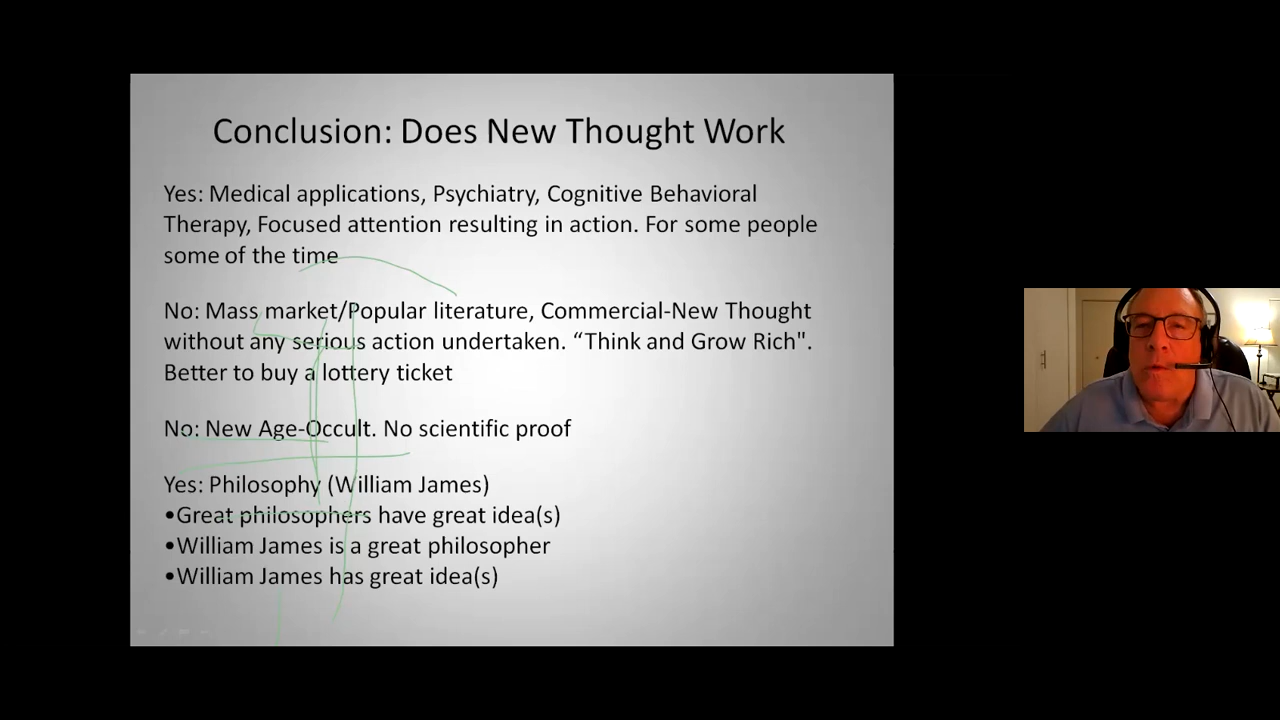 Conclusion: Does New Thought Work
Yes: Medical applications, Psychiatry, Cognitive Behavioral
Therapy, Focused attention resulting in action. For some people
some of the time
No: Mass market/Popular literature, Commercial-New Thought
without any serious action undertaken. “Think and Grow Rich".
Better to buy a lottery ticket
No: New Age-Occult. No scientific proof
Yes: Philosophy (William James)
•Great philosophers have great idea(s)
•William James is a great philosopher
•William James has great idea(s)